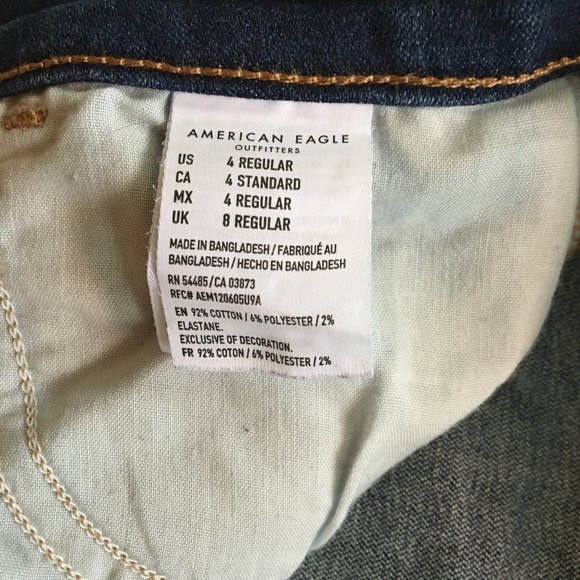 AMERICAN EAGLE
OUTFITTERS
US 4 REGULAR
CA 4 STANDARD
MX 4 REGULAR
UK 8 REGULAR
MADE IN BANGLADESH / FABRIQUÉ AU
BANGLADESH / HECHO EN BANGLADESH
RN 54485 / CA 03873
RFC# AEM120605U9A
EN 92% COTTON / 6% POLYESTER / 2%
ELASTANE.
EXCLUSIVE OF DECORATION.
FR 92% COTON / 6% POLYESTER / 2%